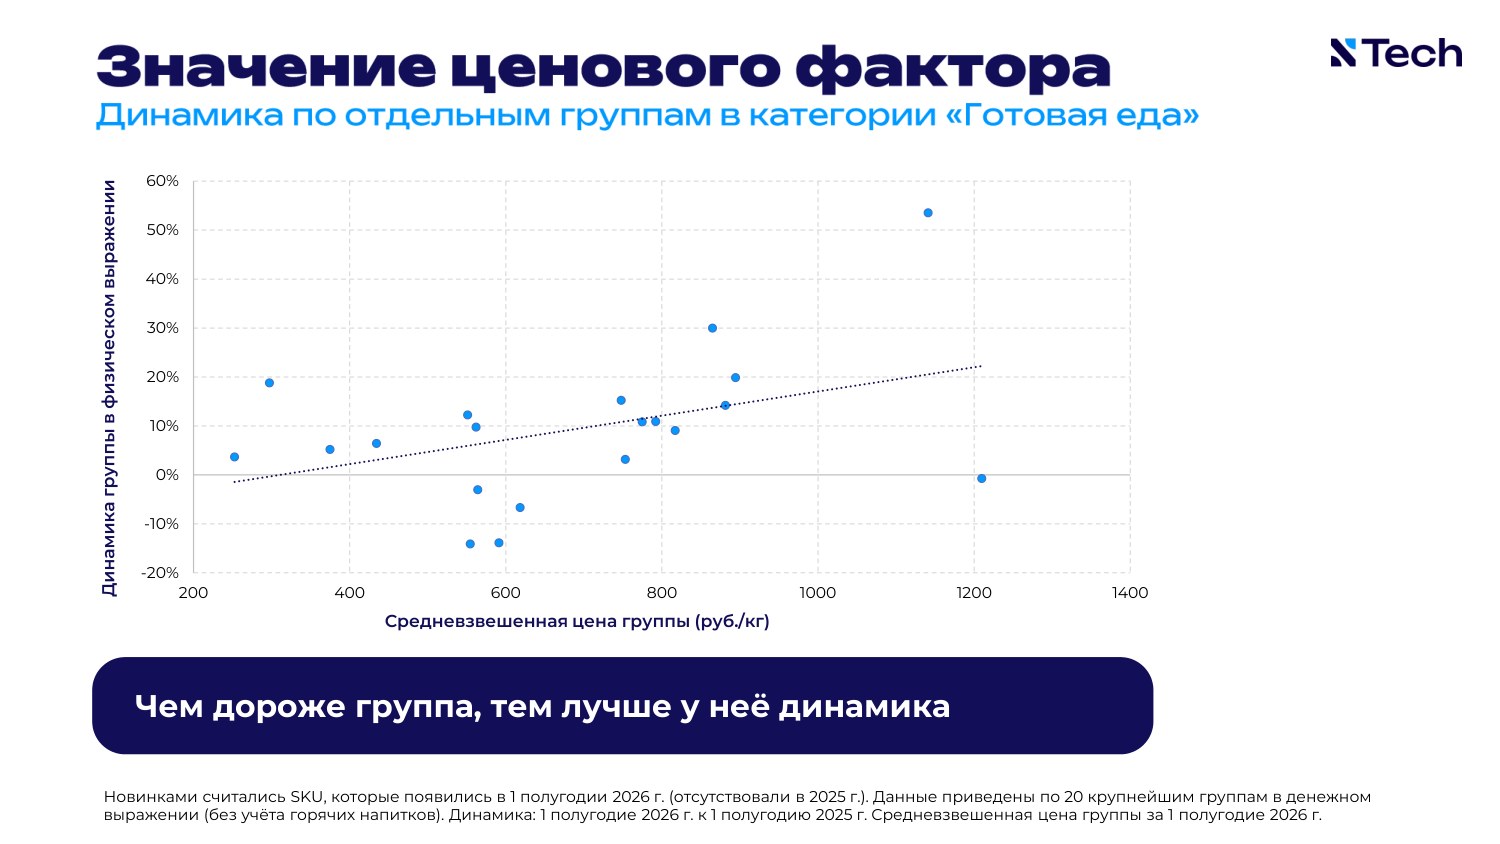 Значение ценового фактора
Tech
Динамика по отдельным группам в категории «Готовая еда»
Динамика группы в физическом выражении
60%
50%
40%
30%
20%
10%
0%
-10%
-20%
200 400 600 800 1000 1200 1400
Средневзвешенная цена группы (руб./кг)
Чем дороже группа, тем лучше у неё динамика
Новинками считались SKU, которые появились в 1 полугодии 2026 г. (отсутствовали в 2025 г.). Данные приведены по 20 крупнейшим группам в денежном
выражении (без учёта горячих напитков). Динамика: 1 полугодие 2026 г. к 1 полугодию 2025 г. Средневзвешенная цена группы за 1 полугодие 2026 г.